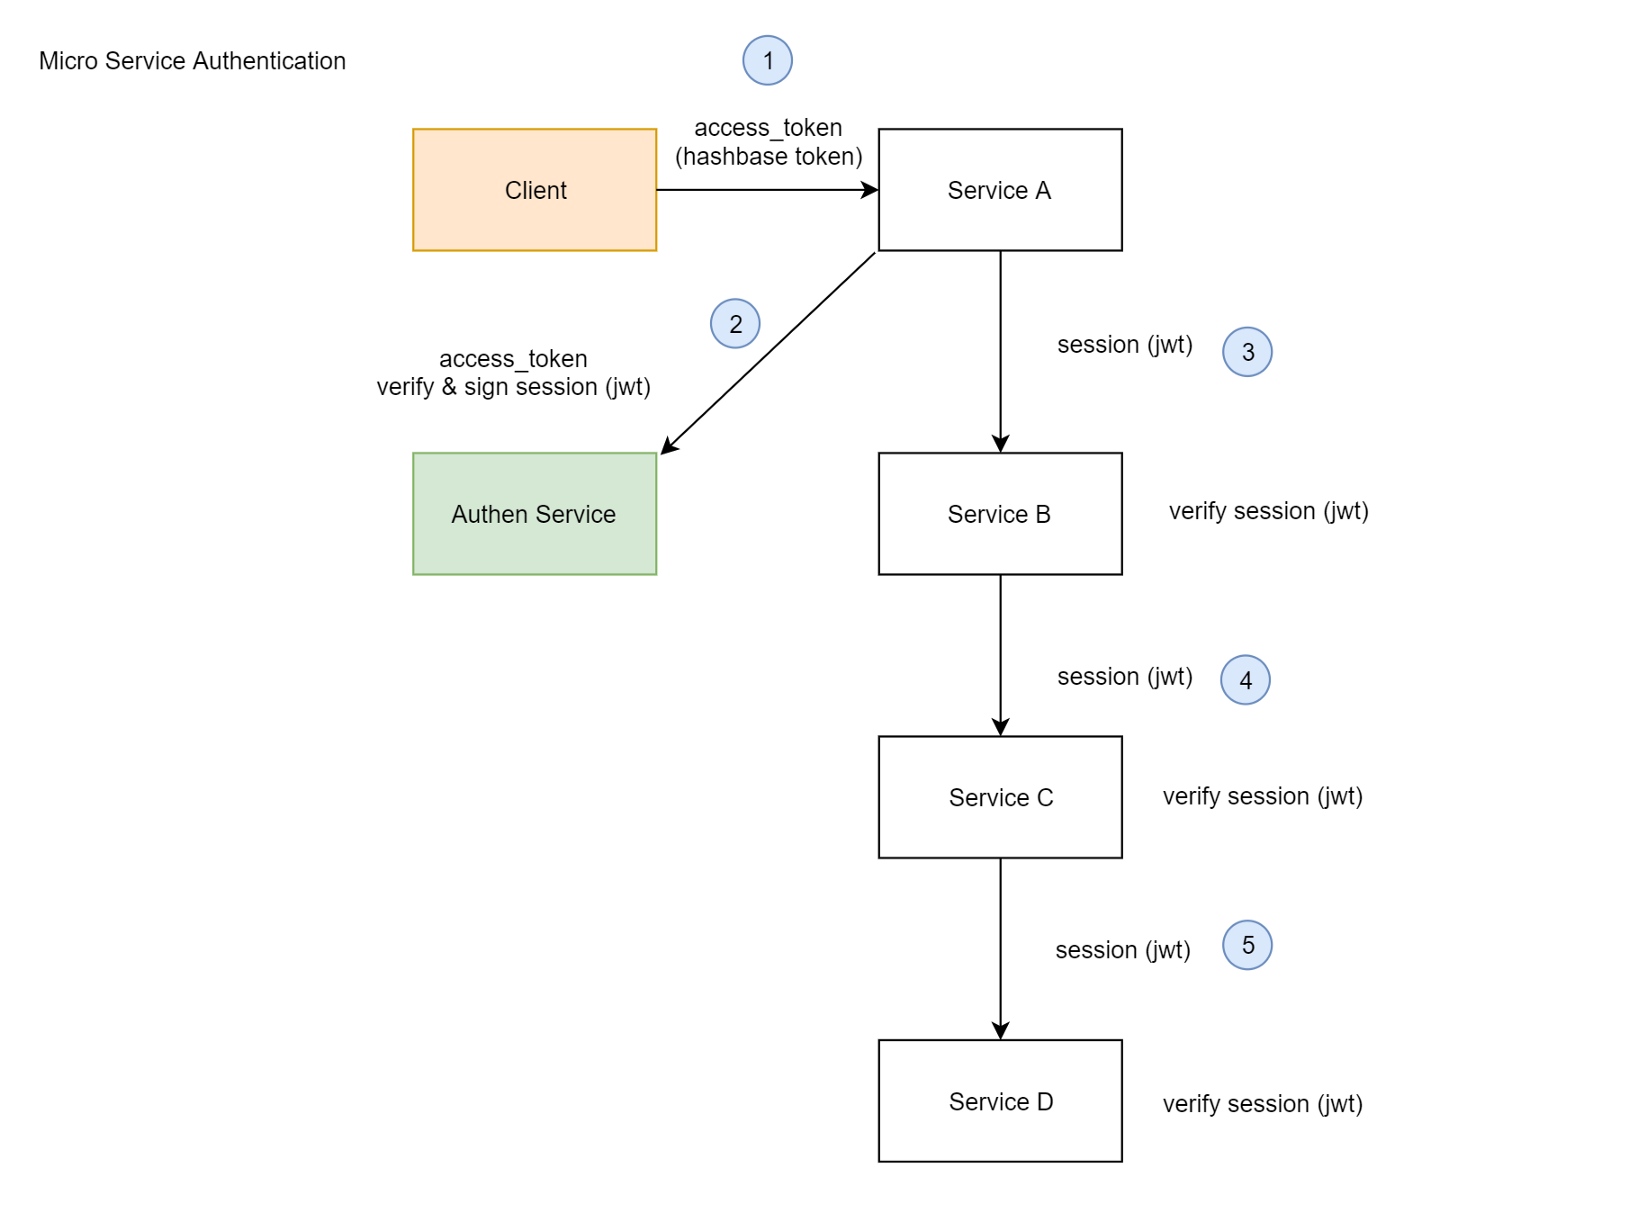 Micro Service Authentication
1
access_token
(hashbase token)
Client
Service A
2
access_token
verify & sign session (jwt)
session (jwt)
3
Authen Service
Service B
verify session (jwt)
session (jwt)
4
Service C
verify session (jwt)
session (jwt)
5
Service D
verify session (jwt)